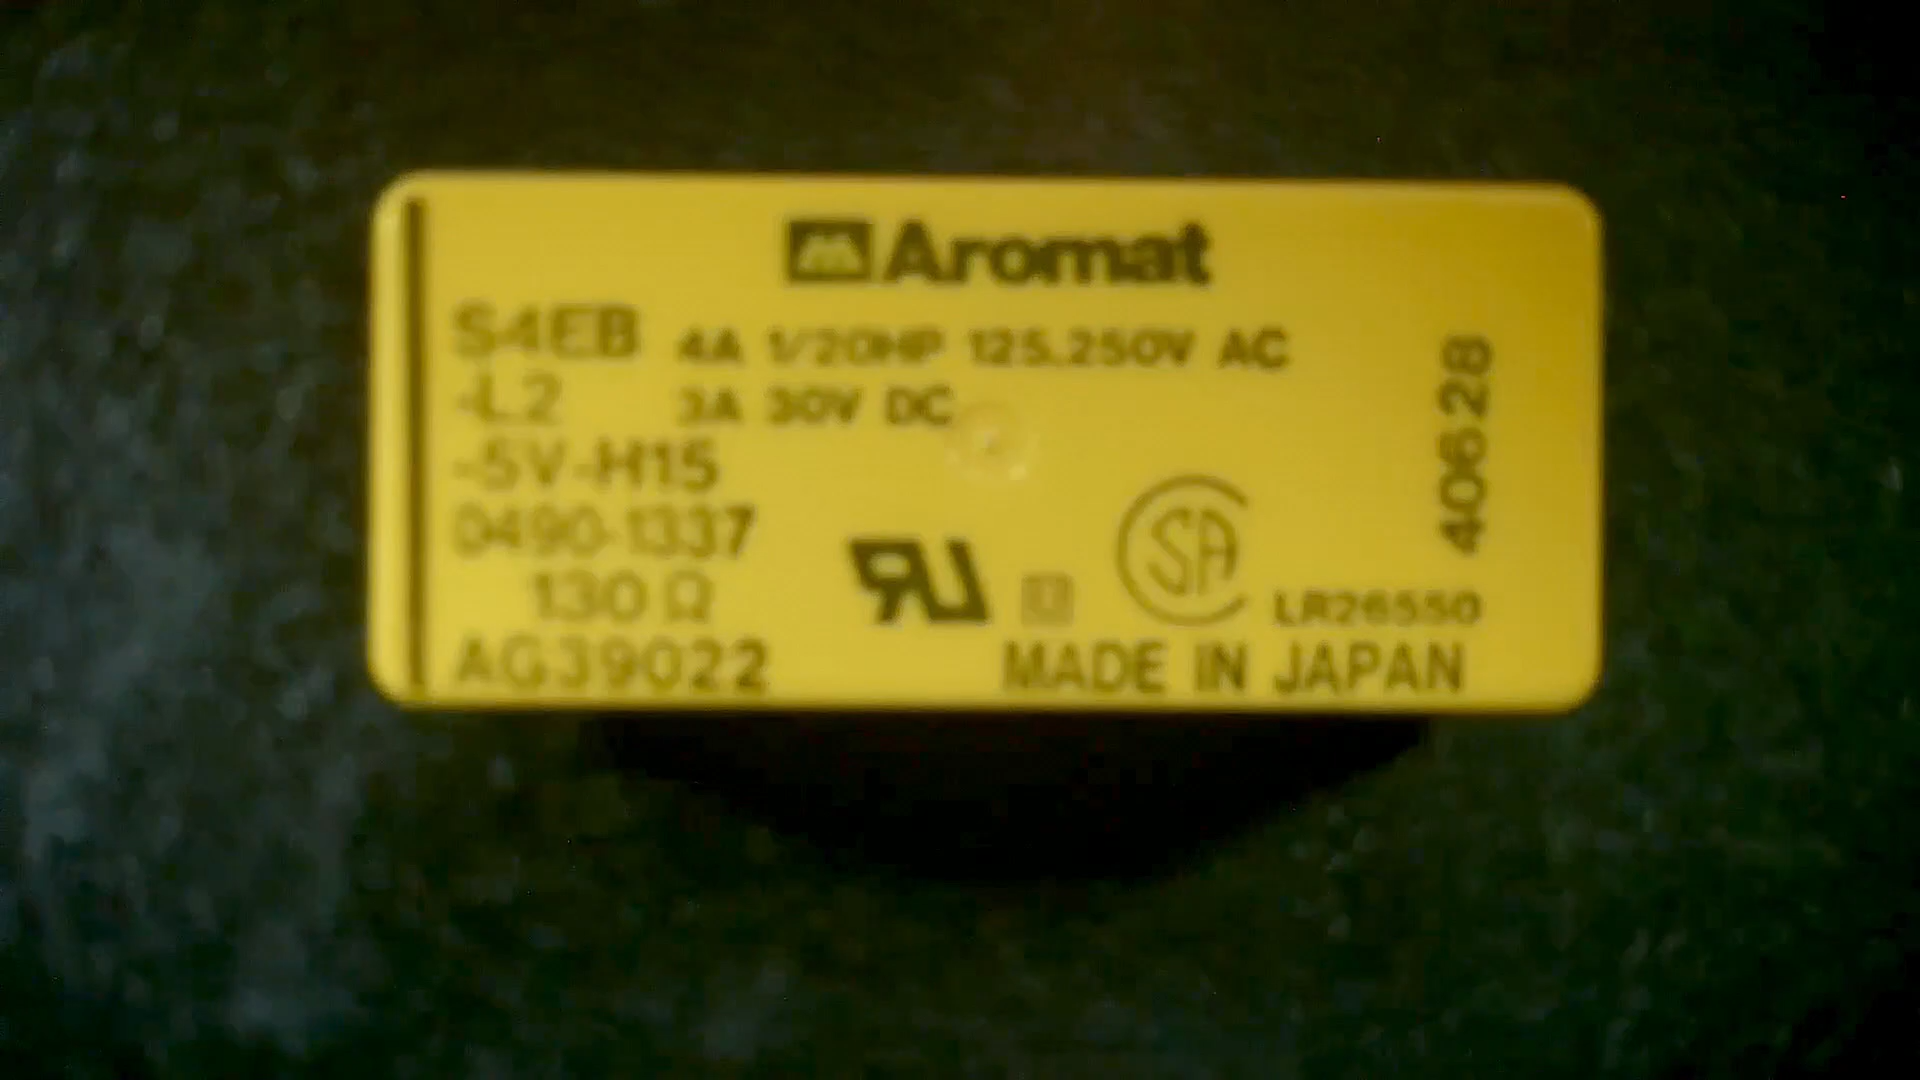 Aromat
S4EB 4A 1/20HP 125.250V AC
-L2 3A 30V DC
-5V-H15
0490-1337
130 Ω
AG39022
LR26550
MADE IN JAPAN
40628